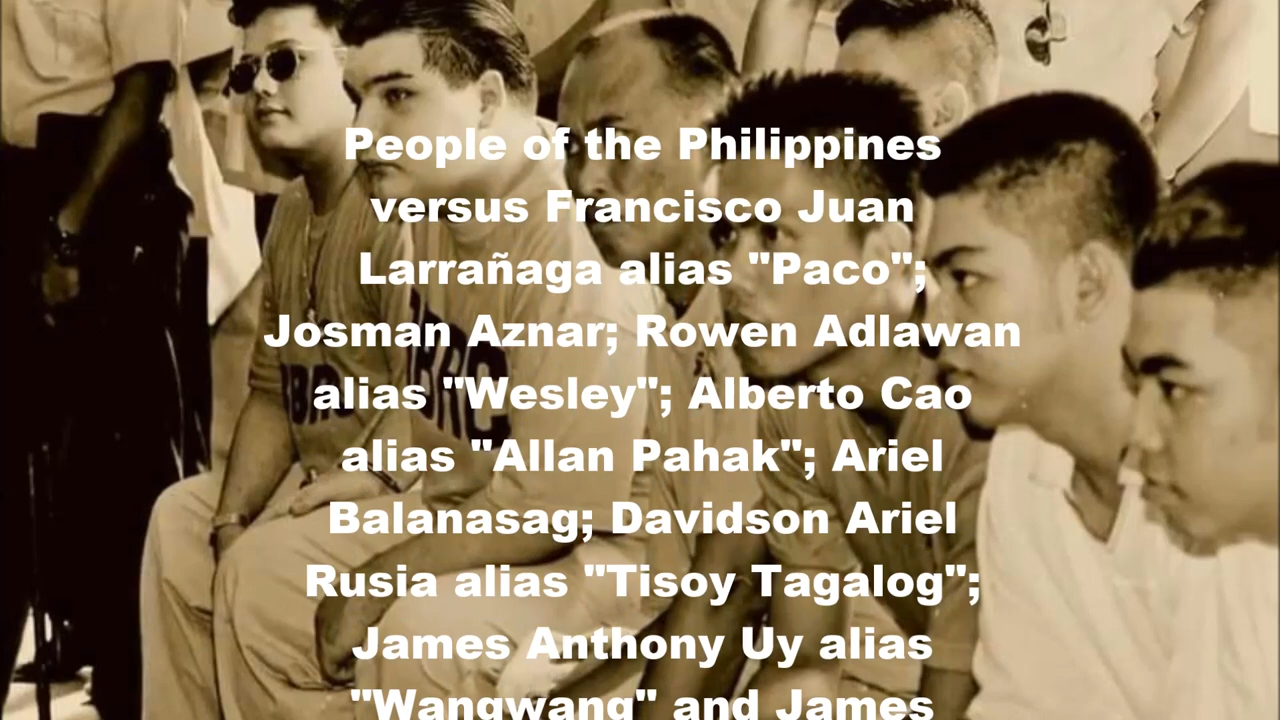 People of the Philippines
versus Francisco Juan
Larrañaga alias "Paco";
Josman Aznar; Rowen Adlawan
alias "Wesley"; Alberto Cao
alias "Allan Pahak"; Ariel
Balanasag; Davidson Ariel
Rusia alias "Tisoy Tagalog";
James Anthony Uy alias
"Wangwang" and James